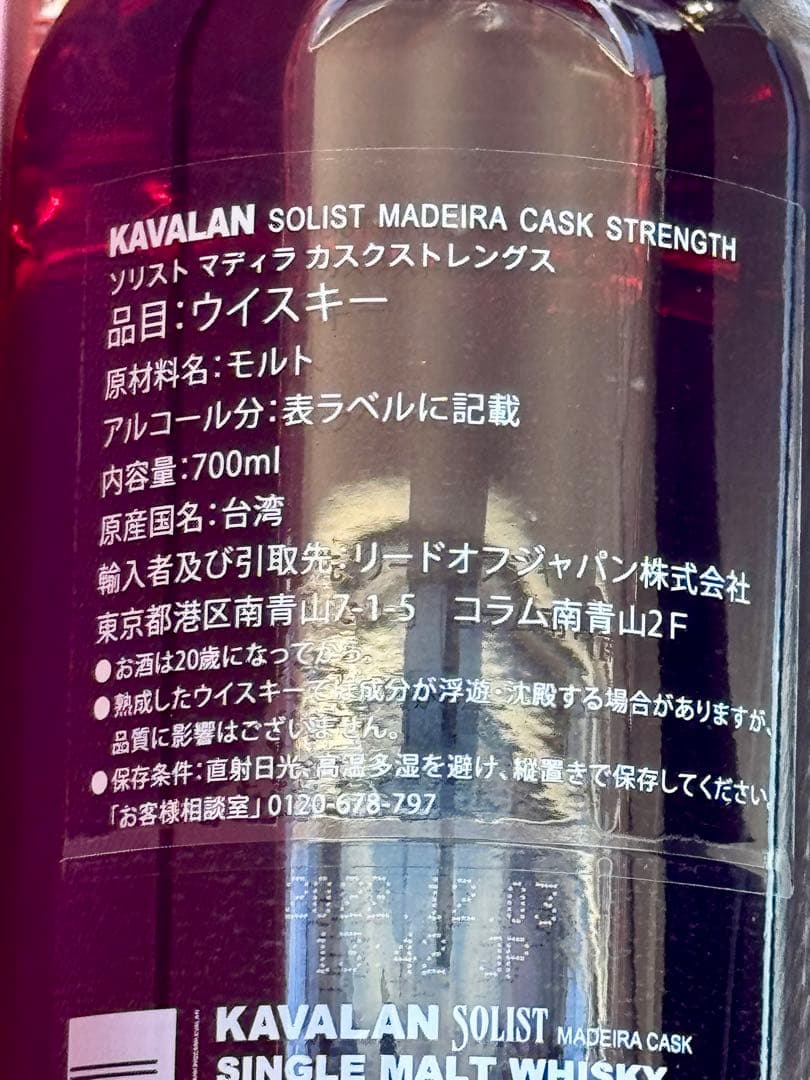 KAVALAN SOLIST MADEIRA CASK STRENGTH
ソリスト マディラ カスクストレングス
品目:ウイスキー
原材料名:モルト
アルコール分:表ラベルに記載
内容量:700ml
原産国名:台湾
輸入者及び引取先:リードオフジャパン株式会社
東京都港区南青山7-1-5 コラム南青山2F
●お酒は20歳になってから。
●熟成したウイスキーでは成分が浮遊・沈殿する場合がありますが、
品質に影響はございません。
●保存条件:直射日光、高温多湿を避け、縦置きで保存してください。
「お客様相談室」0120-678-797
JP
KAVALAN SOLIST MADEIRA CASK
SINGLE MALT WHISKY